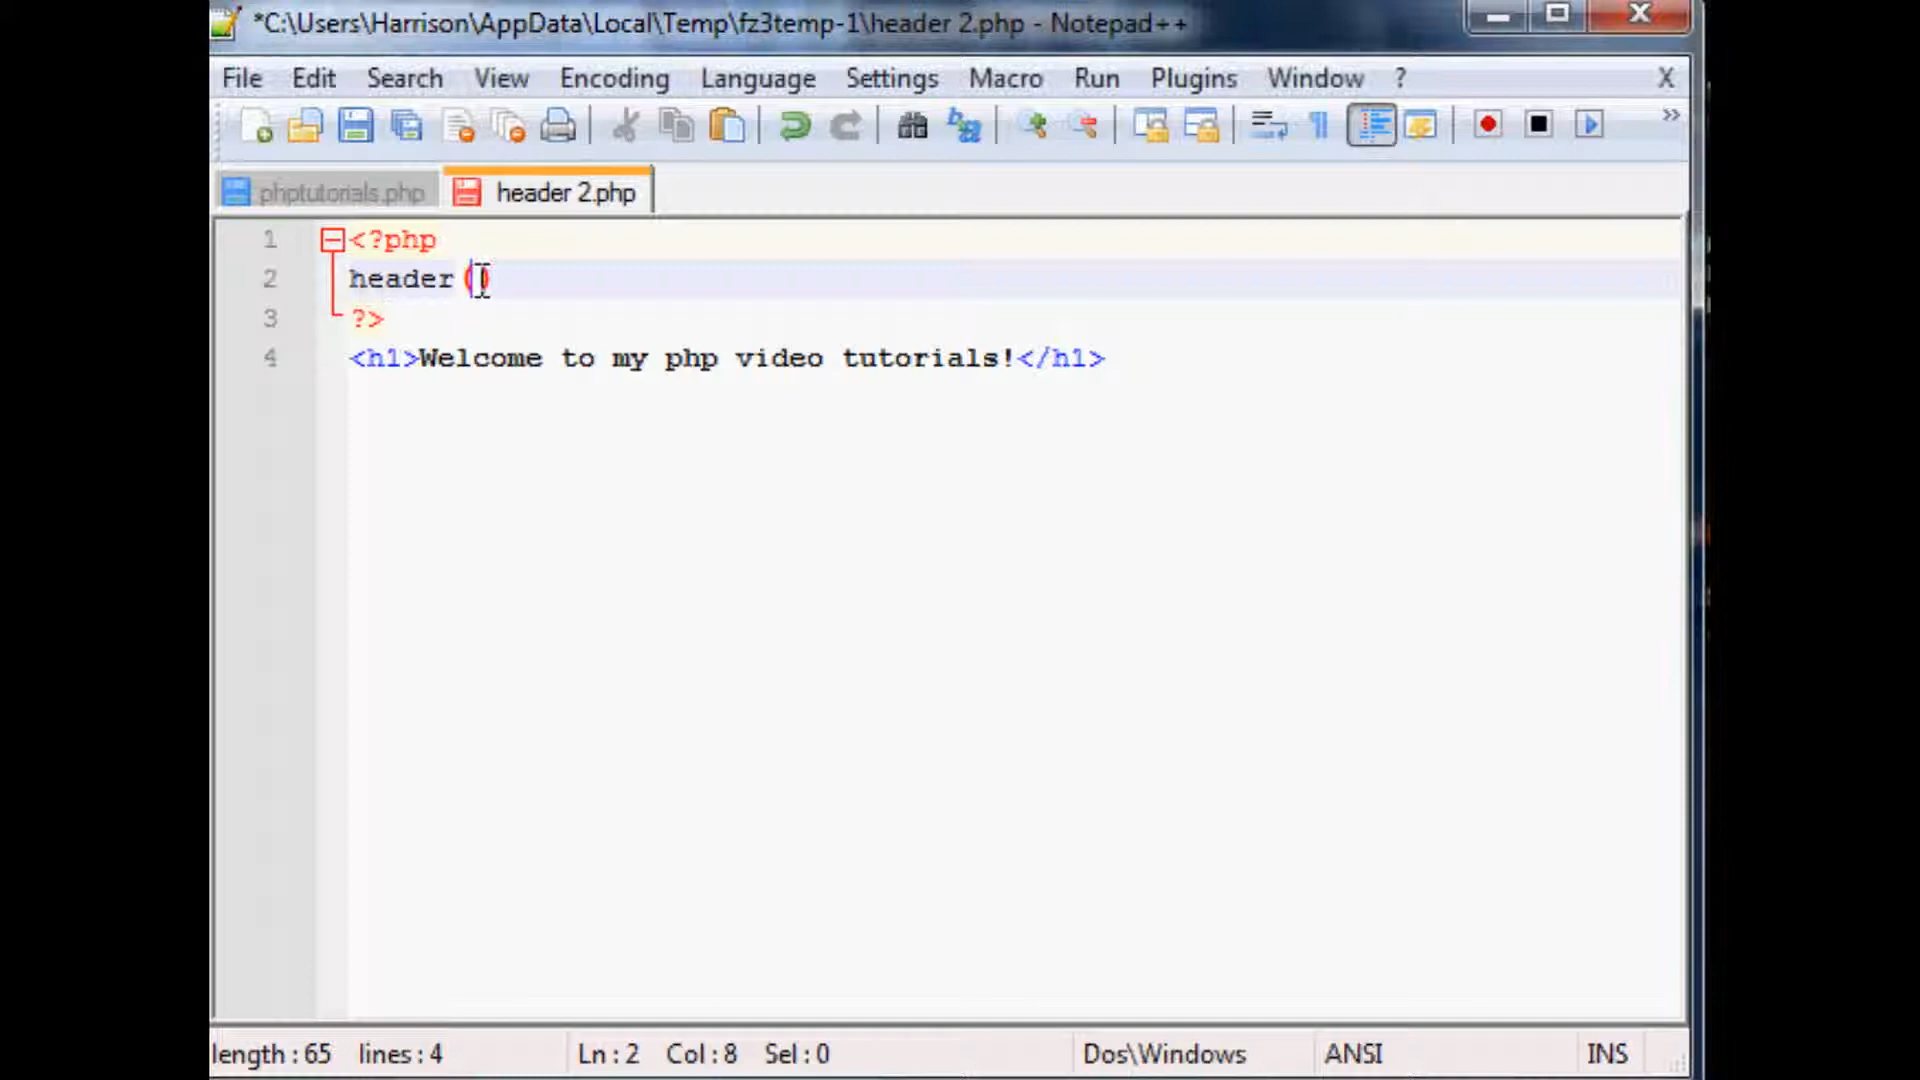 *C:\Users\Harrison\AppData\Local\Temp\fz3temp-1\header 2.php - Notepad++
File Edit Search View Encoding Language Settings Macro Run Plugins Window ? X
phptutorials.php header 2.php
1 <?php
2 header()
3 ?>
4 <h1>Welcome to my php video tutorials!</h1>
length : 65 lines : 4 Ln : 2 Col : 8 Sel : 0 Dos\Windows ANSI INS